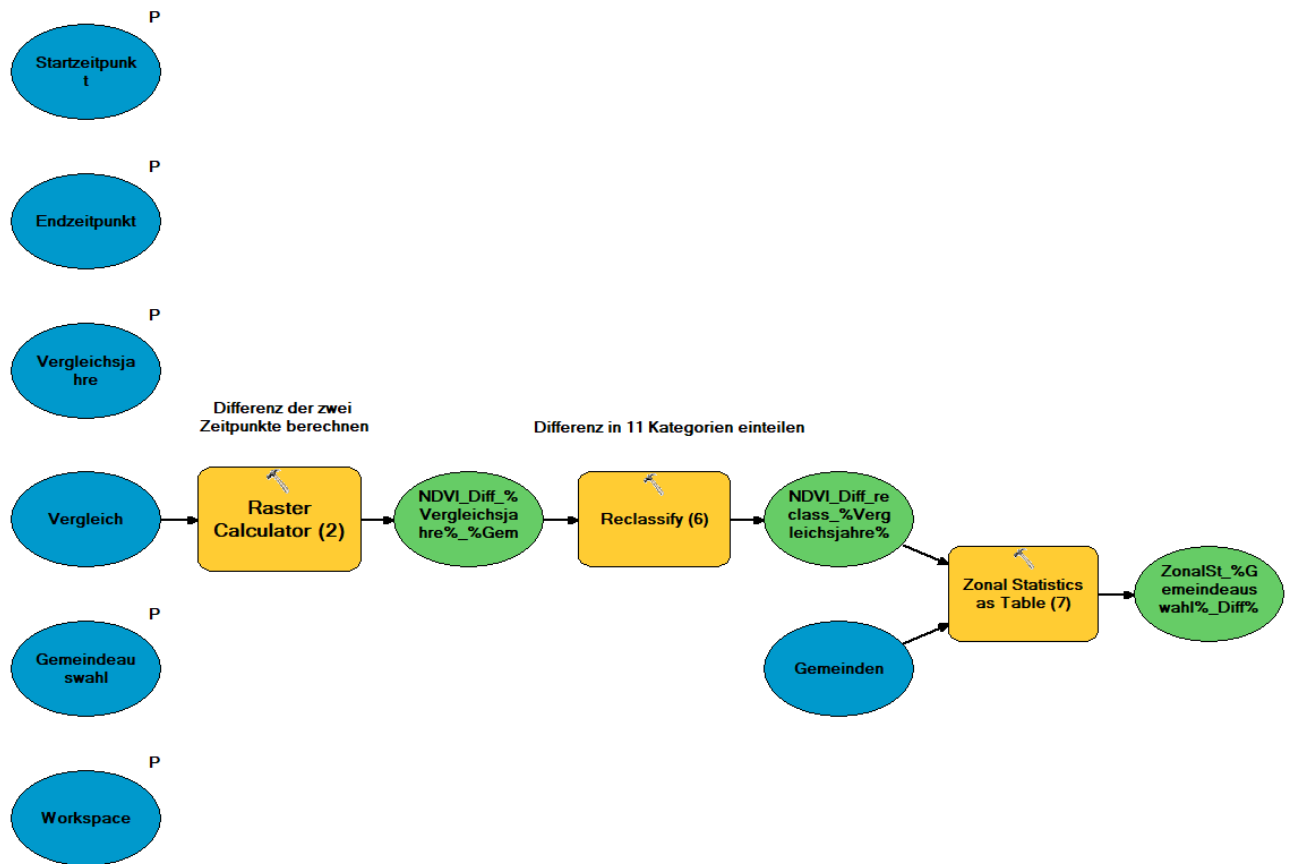 P
Startzeitpunk
t
P
Endzeitpunkt
P
Vergleichsja
hre
Differenz der zwei
Zeitpunkte berechnen
Differenz in 11 Kategorien einteilen
Vergleich
Raster
Calculator (2)
NDVI_Diff_%
Vergleichsja
hre%_%Gem
Reclassify (6)
NDVI_Diff_re
class_%Verg
leichsjahre%
Zonal Statistics
as Table (7)
ZonalSt_%G
emeindeaus
wahl%_Diff%
P
Gemeindeau
swahl
Gemeinden
P
Workspace